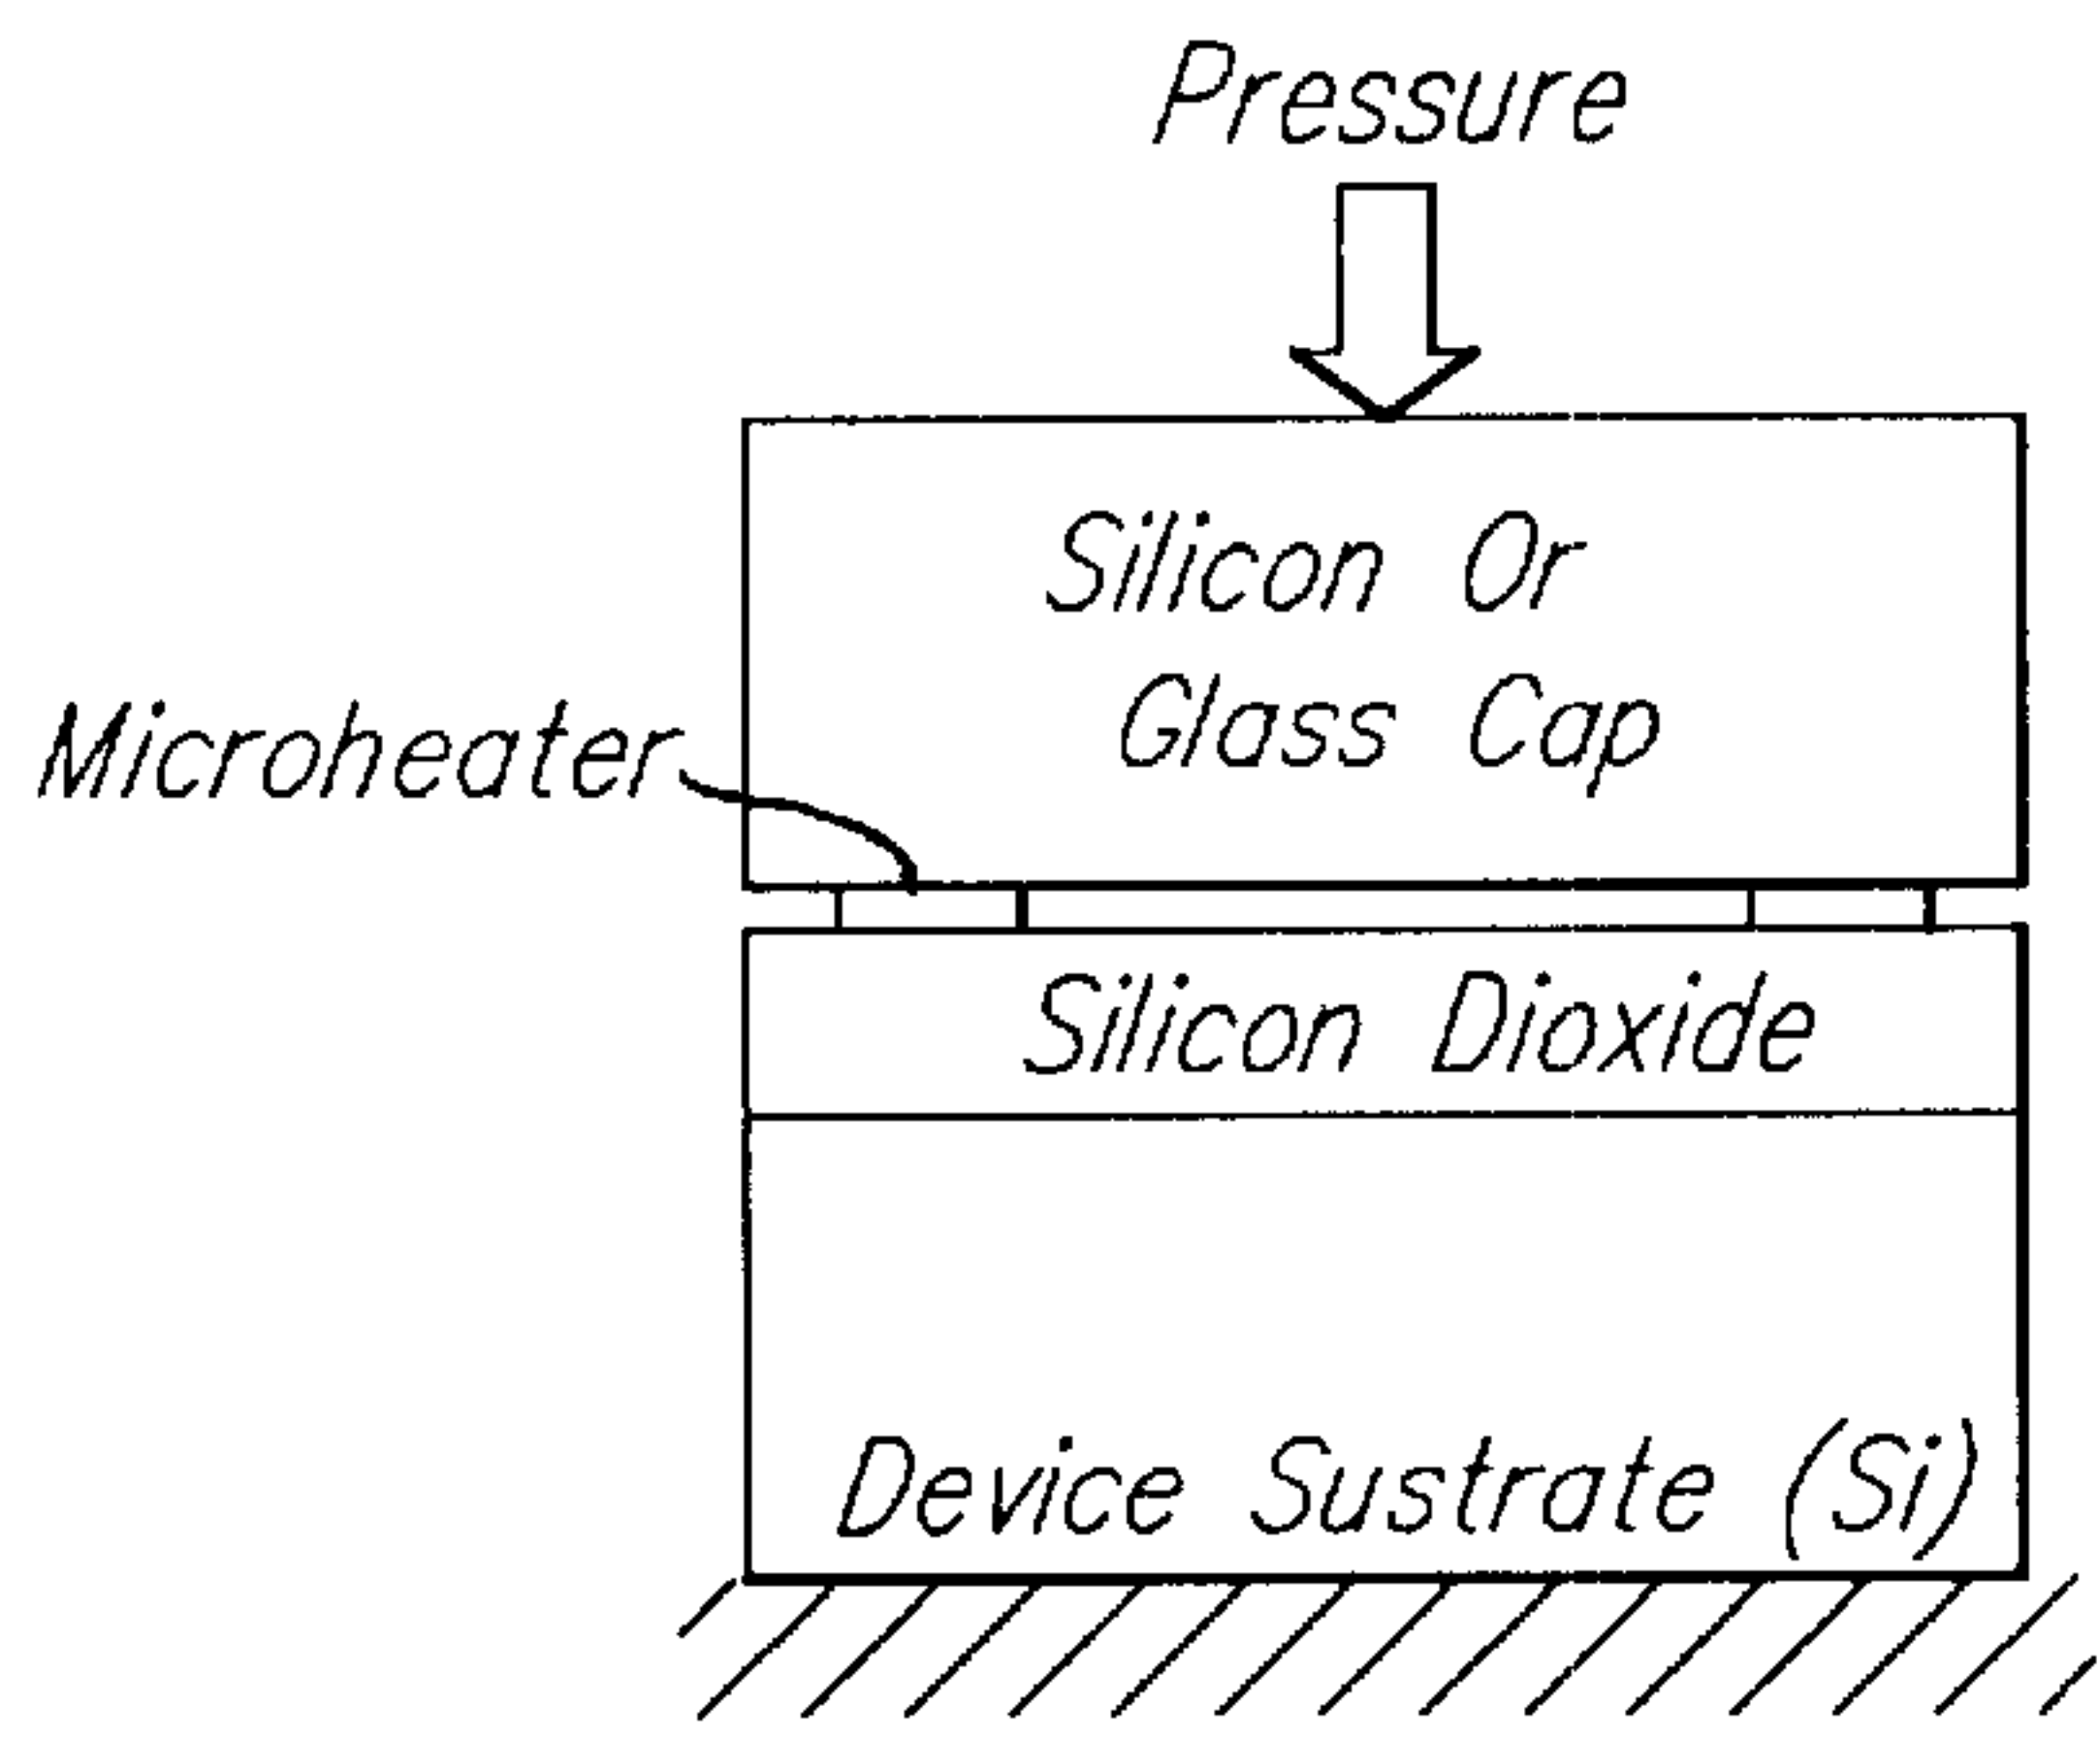 Pressure
Silicon Or
Glass Cap
Microheater
Silicon Dioxide
Device Sustrate (Si)